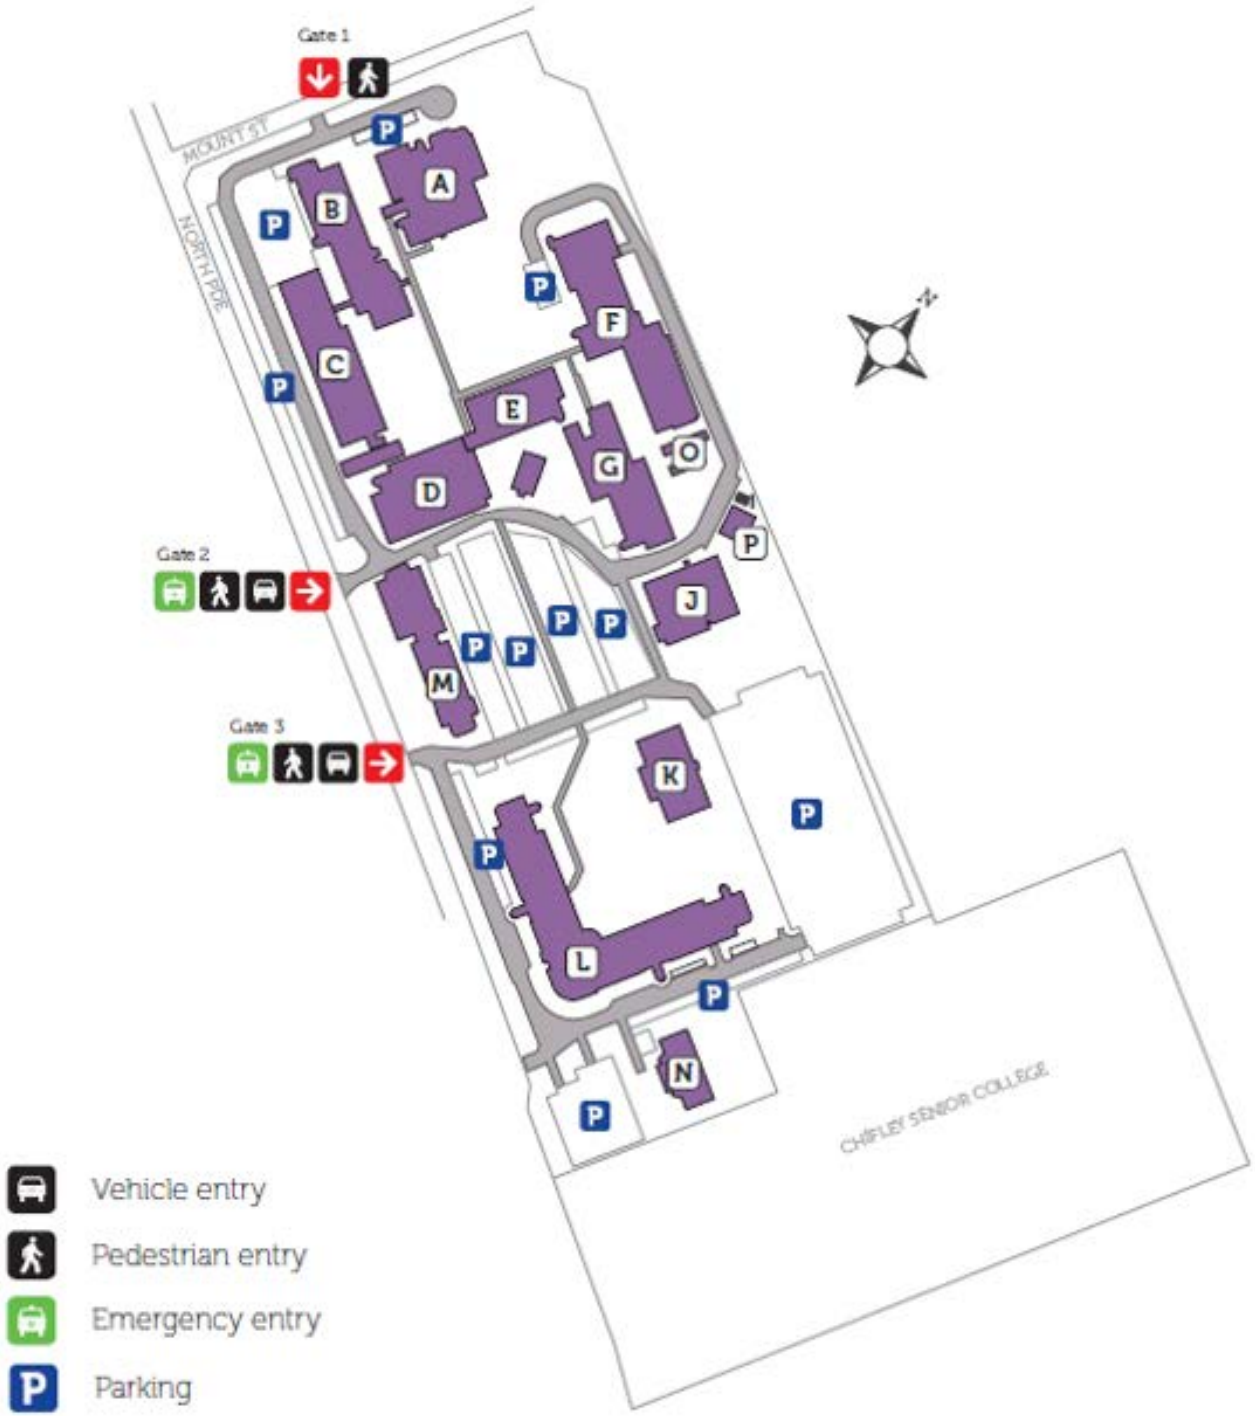 Gate 1
P
MOUNT ST
A
B
P
NORTH PDE
N
P
F
C
P
E
G
O
D
P
Gate 2
J
P
P
P
P
M
Gate 3
K
P
P
L
P
N
P
CHIFLEY SENIOR COLLEGE
Vehicle entry
Pedestrian entry
Emergency entry
P Parking